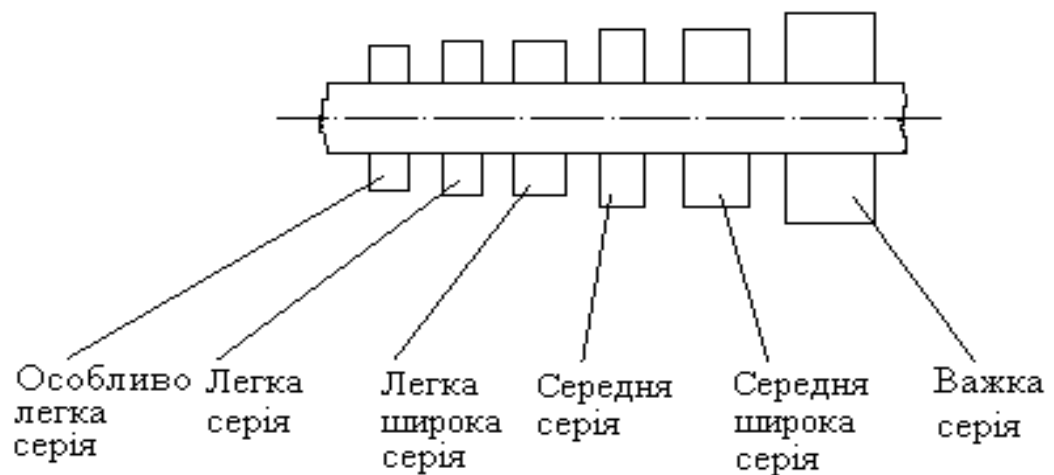 Особливо
легка
серія
Легка
серія
Легка
широка
серія
Середня
серія
Середня
широка
серія
Важка
серія